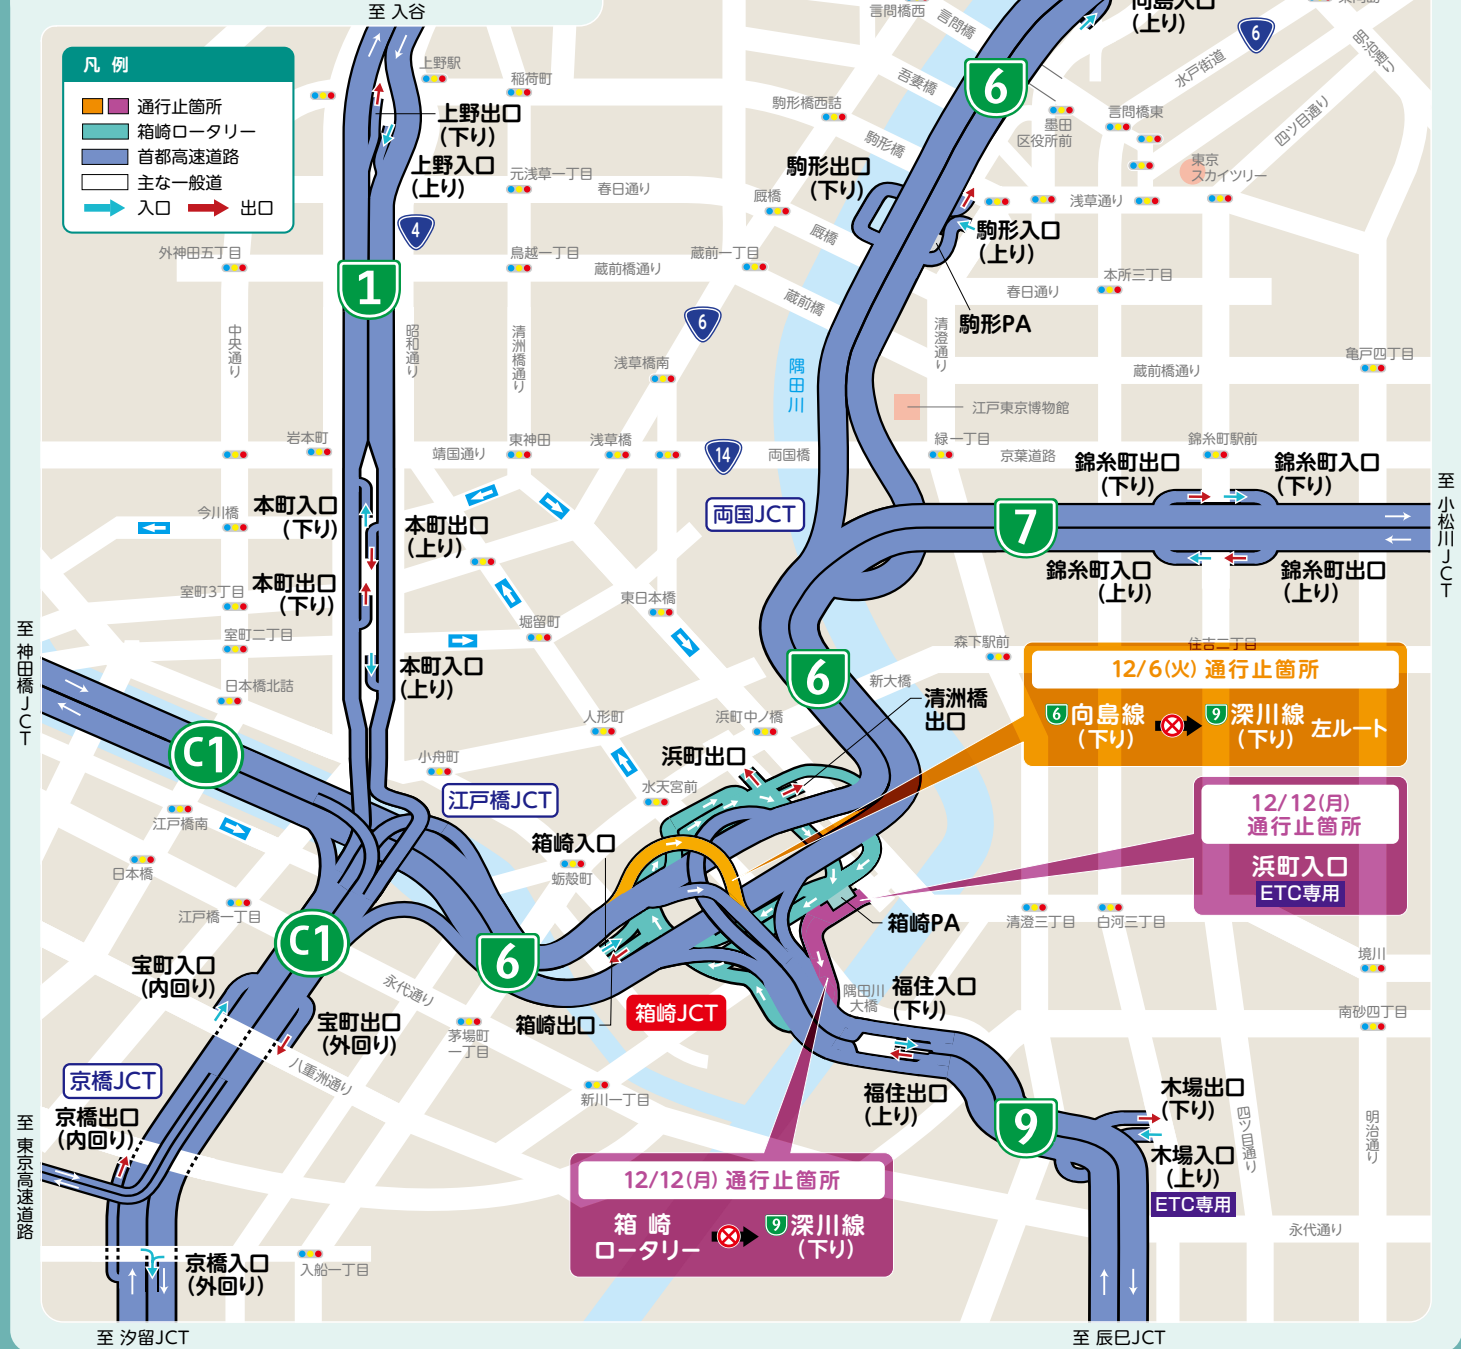 至 入谷
凡 例
通行止箇所
箱崎ロータリー
首都高速道路
主な一般道
入口
出口
上野駅
稲荷町
上野出口
(下り)
上野入口
(上り)
元浅草一丁目
春日通り
4
外神田五丁目
鳥越一丁目
蔵前橋通り
蔵前一丁目
1
中央通り
昭和通り
清洲橋通り
6
浅草橋南
言問橋西
言問橋
向島入口
(上り)
6
水戸街道
明治通り
四ツ目通り
吾妻橋
6
駒形橋西詰
駒形橋
墨田
区役所前
言問橋東
東京
スカイツリー
浅草通り
駒形出口
(下り)
厩橋
厩橋
駒形入口
(上り)
駒形PA
本所三丁目
春日通り
蔵前橋
清澄通り
隅田川
蔵前橋通り
亀戸四丁目
江戸東京博物館
岩本町
靖国通り
東神田
浅草橋
14
両国橋
緑一丁目
京葉道路
錦糸町駅前
錦糸町出口
(下り)
錦糸町入口
(下り)
至 小松川JCT
両国JCT
7
錦糸町入口
(上り)
錦糸町出口
(上り)
今川橋
本町入口
(下り)
本町出口
(上り)
室町3丁目
本町出口
(下り)
室町二丁目
堀留町
東日本橋
本町入口
(上り)
日本橋北詰
至 神田橋JCT
C1
小舟町
人形町
浜町中ノ橋
6
新大橋
森下駅前
住吉二丁目
清洲橋
出口
浜町出口
水天宮前
江戸橋JCT
江戸橋南
日本橋
江戸橋一丁目
箱崎入口
蛎殻町
12/6(火) 通行止箇所
6 向島線
(下り)
9 深川線
(下り)
左ルート
12/12(月)
通行止箇所
浜町入口
ETC専用
箱崎PA
清澄三丁目
白河三丁目
境川
南砂四丁目
C1
6
宝町入口
(内回り)
永代通り
宝町出口
(外回り)
茅場町
一丁目
箱崎出口
箱崎JCT
隅田川
大橋
福住入口
(下り)
八重洲通り
京橋JCT
京橋出口
(内回り)
新川一丁目
福住出口
(上り)
9
木場出口
(下り)
木場入口
(上り)
ETC専用
四ツ目通り
明治通り
永代通り
至 東京高速道路
12/12(月) 通行止箇所
箱 崎
ロータリー
9 深川線
(下り)
京橋入口
(外回り)
入船一丁目
至 汐留JCT
至 辰巳JCT